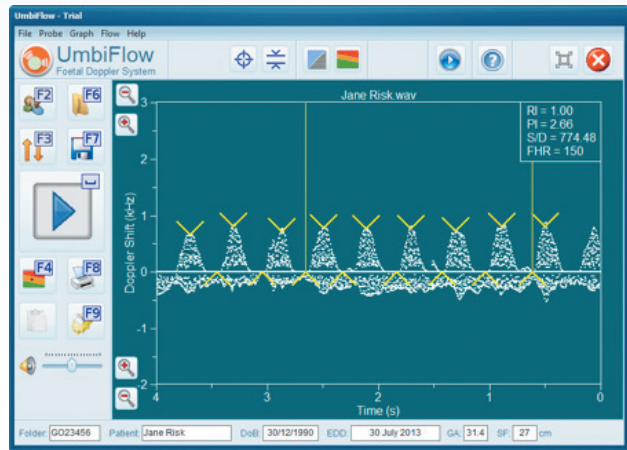 UmbiFlow - Trial
File Probe Graph Flow Help
UmbiFlow
Foetal Doppler System
F2 F6
F3 F7
F4 F8
F9
Jane Risk.wav
RI = 1.00
PI = 2.66
S/D = 774.48
FHR = 150
Doppler Shift (kHz)
3
2
1
0
-1
-2
4 3 2 1 0
Time (s)
Folder: GO23456 Patient: Jane Risk DoB: 30/12/1990 EDD: 30 July 2013 GA: 31.4 SF: 27 cm